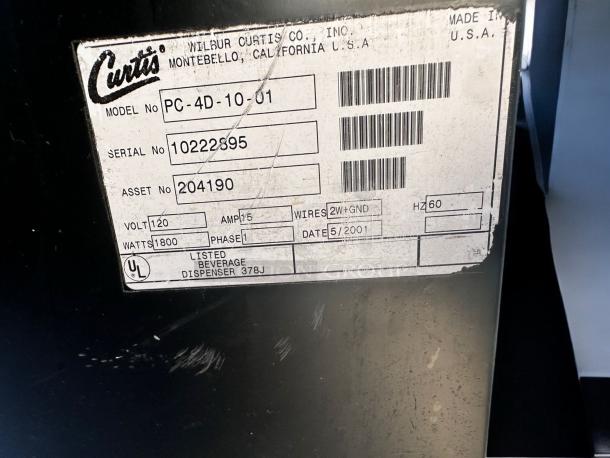 Curtis
WILBUR CURTIS CO., INC.
MONTEBELLO, CALIFORNIA U.S.A
MADE IN
U.S.A.
MODEL No PC-4D-10-01
SERIAL No 10222895
ASSET No 204190
VOLT 120 AMP 15 WIRES 2W+GND HZ 60
WATTS 1800 PHASE 1 DATE 5/2001
UL
LISTED
BEVERAGE
DISPENSER 378J